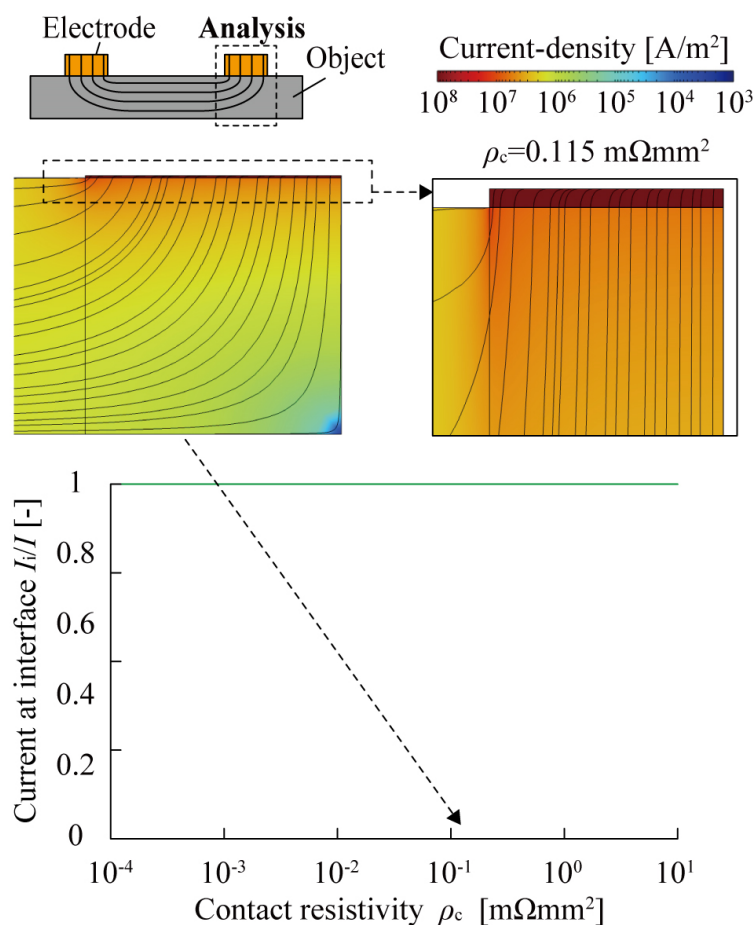 Electrode
Analysis
Object
Current-density [A/m²]
10⁸ 10⁷ 10⁶ 10⁵ 10⁴ 10³
ρc=0.115 mΩmm²
1
0.8
0.6
0.4
0.2
0
Current at interface Ii/I [-]
10⁻⁴ 10⁻³ 10⁻² 10⁻¹ 10⁰ 10¹
Contact resistivity ρc [mΩmm²]